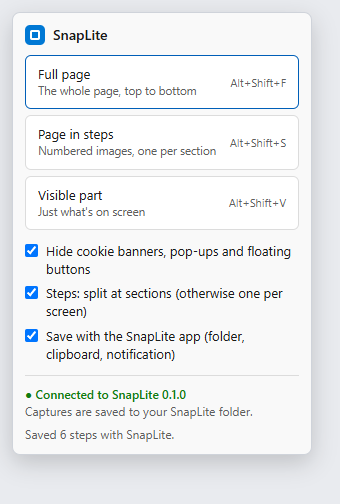 SnapLite
Full page
The whole page, top to bottom
Alt+Shift+F
Page in steps
Numbered images, one per section
Alt+Shift+S
Visible part
Just what's on screen
Alt+Shift+V
Hide cookie banners, pop-ups and floating
buttons
Steps: split at sections (otherwise one per
screen)
Save with the SnapLite app (folder,
clipboard, notification)
● Connected to SnapLite 0.1.0
Captures are saved to your SnapLite folder.
Saved 6 steps with SnapLite.